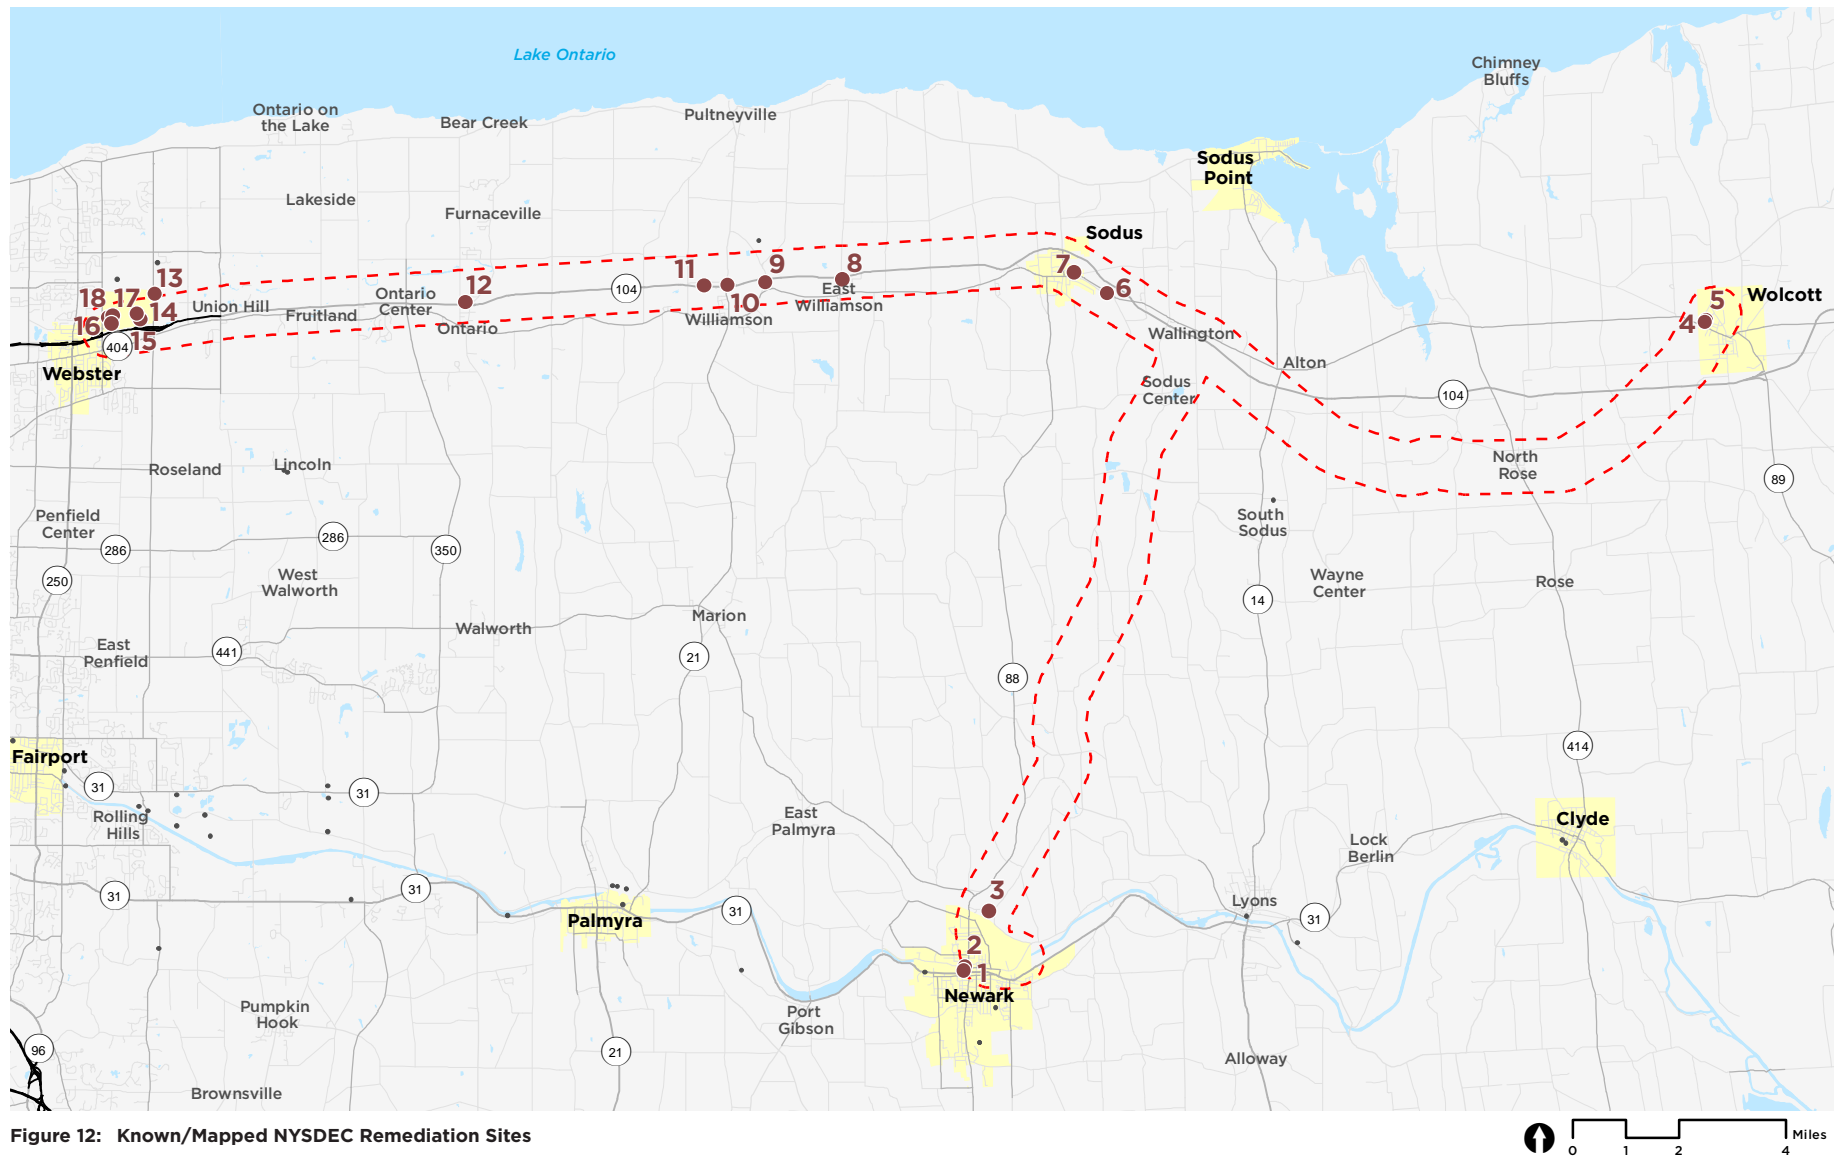 Lake Ontario
Chimney
Bluffs
Ontario on
the Lake
Bear Creek
Pultneyville
Sodus
Point
Lakeside
Furnaceville
Sodus
13
12
11
9
8
7
6
5
Wolcott
18
17
14
Union Hill
Ontario
Center
104
10
East
Williamson
4
16
15
Fruitland
Ontario
Williamson
Wallington
404
Webster
Alton
Sodus
Center
104
Roseland
Lincoln
North
Rose
89
Penfield
Center
South
Sodus
286
286
350
250
West
Walworth
Wayne
Center
Rose
14
Marion
Walworth
East
Penfield
441
21
88
414
Fairport
31
31
Rolling
Hills
East
Palmyra
Clyde
Lock
Berlin
31
31
3
31
Lyons
31
Palmyra
2
1
Newark
Pumpkin
Hook
Port
Gibson
96
21
Alloway
Brownsville
Figure 12: Known/Mapped NYSDEC Remediation Sites
Miles
0 1 2 4